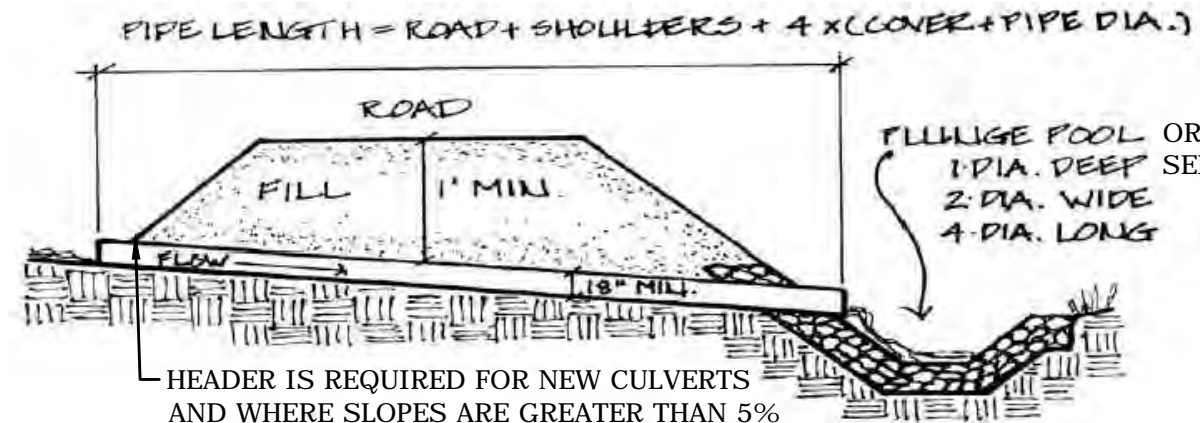 PIPE LENGTH = ROAD + SHOULDERS + 4 x (COVER + PIPE DIA.)
ROAD
PLUNGE POOL OR
1·DIA. DEEP SE
2·DIA. WIDE
4·DIA. LONG
FILL
1' MIN.
FLOW
18" MIN.
HEADER IS REQUIRED FOR NEW CULVERTS
AND WHERE SLOPES ARE GREATER THAN 5%